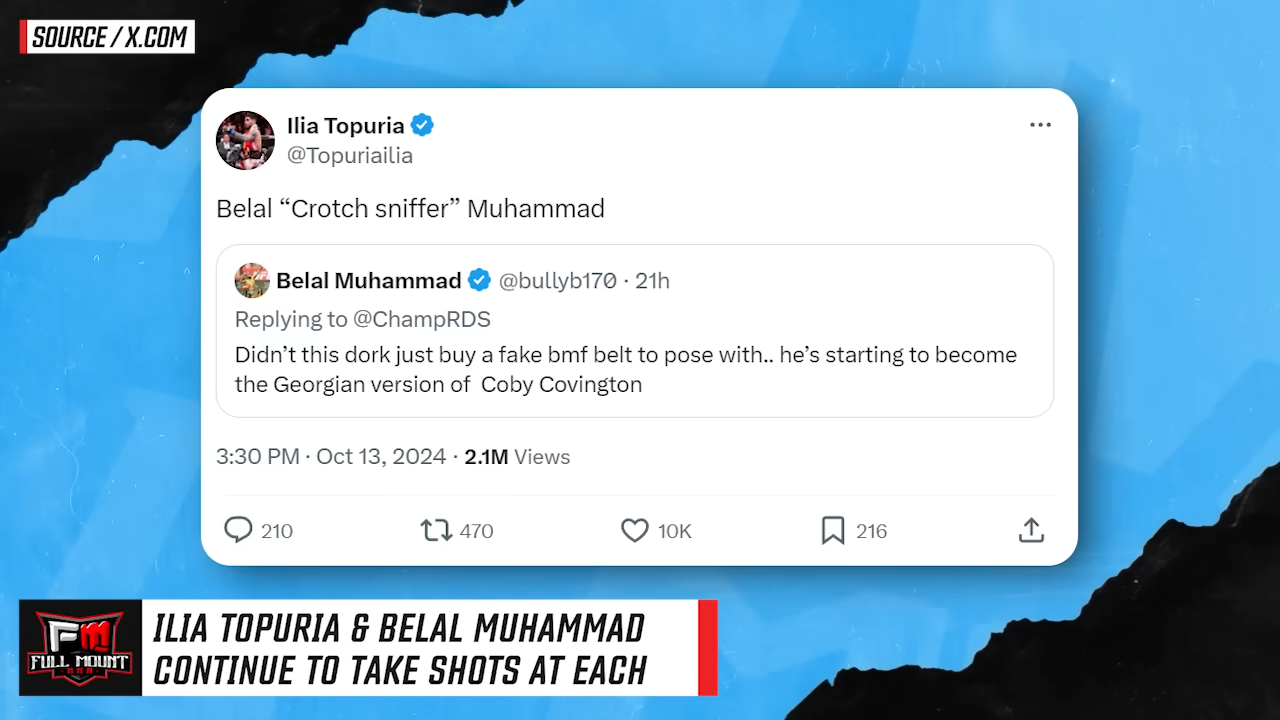 SOURCE / X.COM
Ilia Topuria
@Topuriailia
Belal “Crotch sniffer” Muhammad
Belal Muhammad @bullyb170 · 21h
Replying to @ChampRDS
Didn’t this dork just buy a fake bmf belt to pose with.. he’s starting to become
the Georgian version of  Coby Covington
3:30 PM · Oct 13, 2024 · 2.1M Views
210 470 10K 216
FM
FULL MOUNT
ILIA TOPURIA & BELAL MUHAMMAD
CONTINUE TO TAKE SHOTS AT EACH